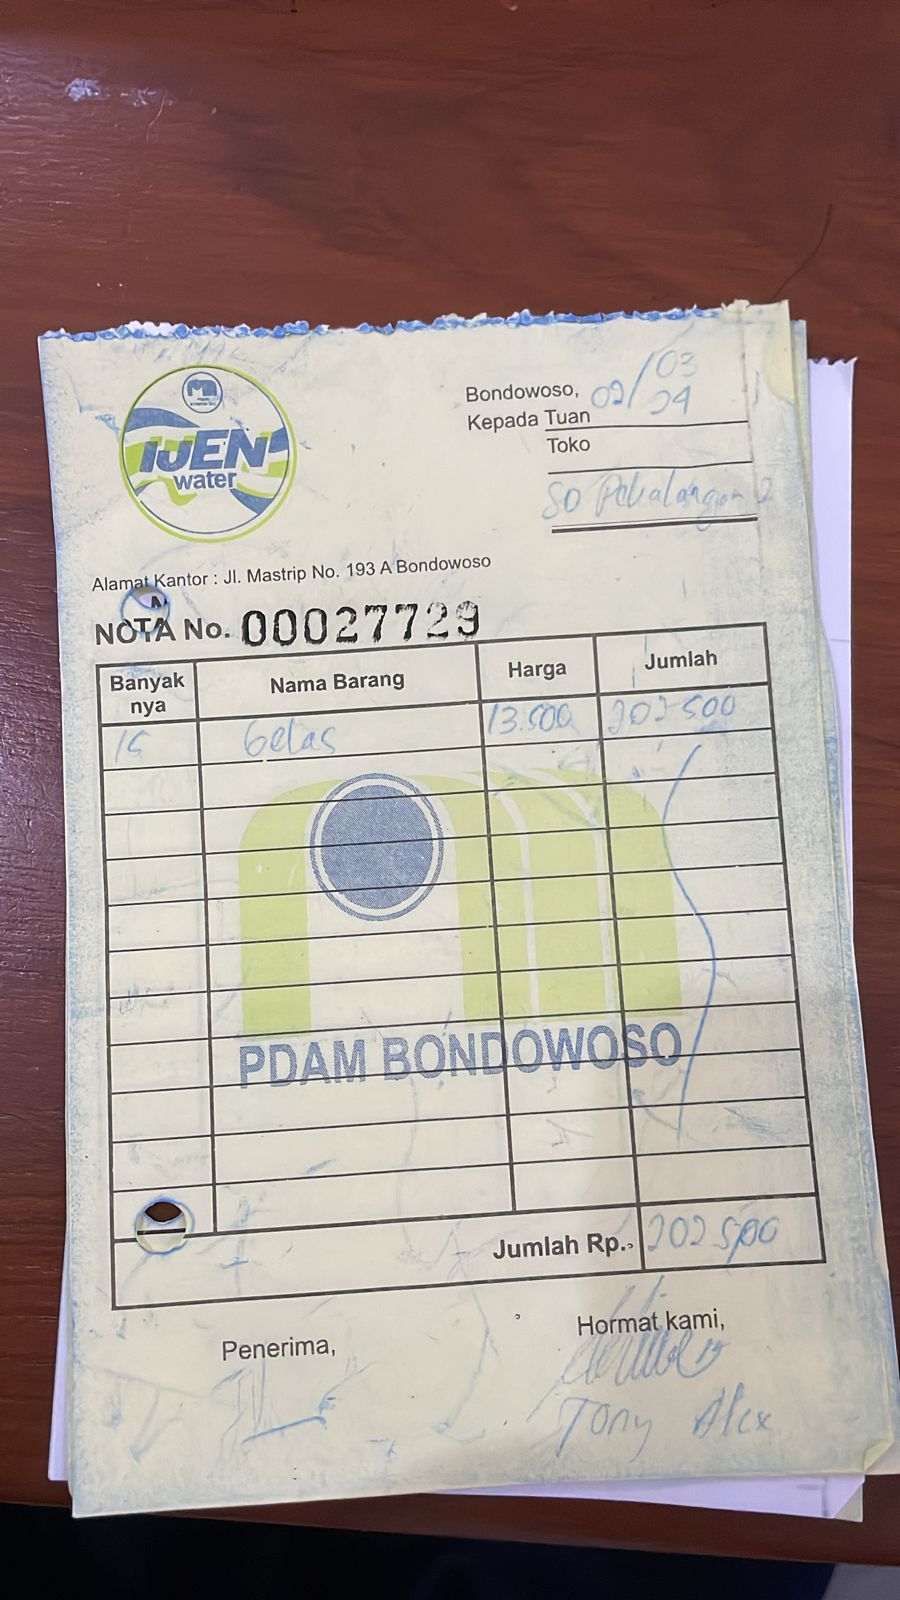 IJEN
water
Bondowoso, 02/03
24
Kepada Tuan
Toko
SD Pekalangan 2
Alamat Kantor : Jl. Mastrip No. 193 A Bondowoso
NOTA No. 00027729
Banyak nya Nama Barang Harga Jumlah
15 Gelas 13.500 202 500
PDAM BONDOWOSO
Jumlah Rp.. 202 500
Penerima, Hormat kami,
Tony Alex